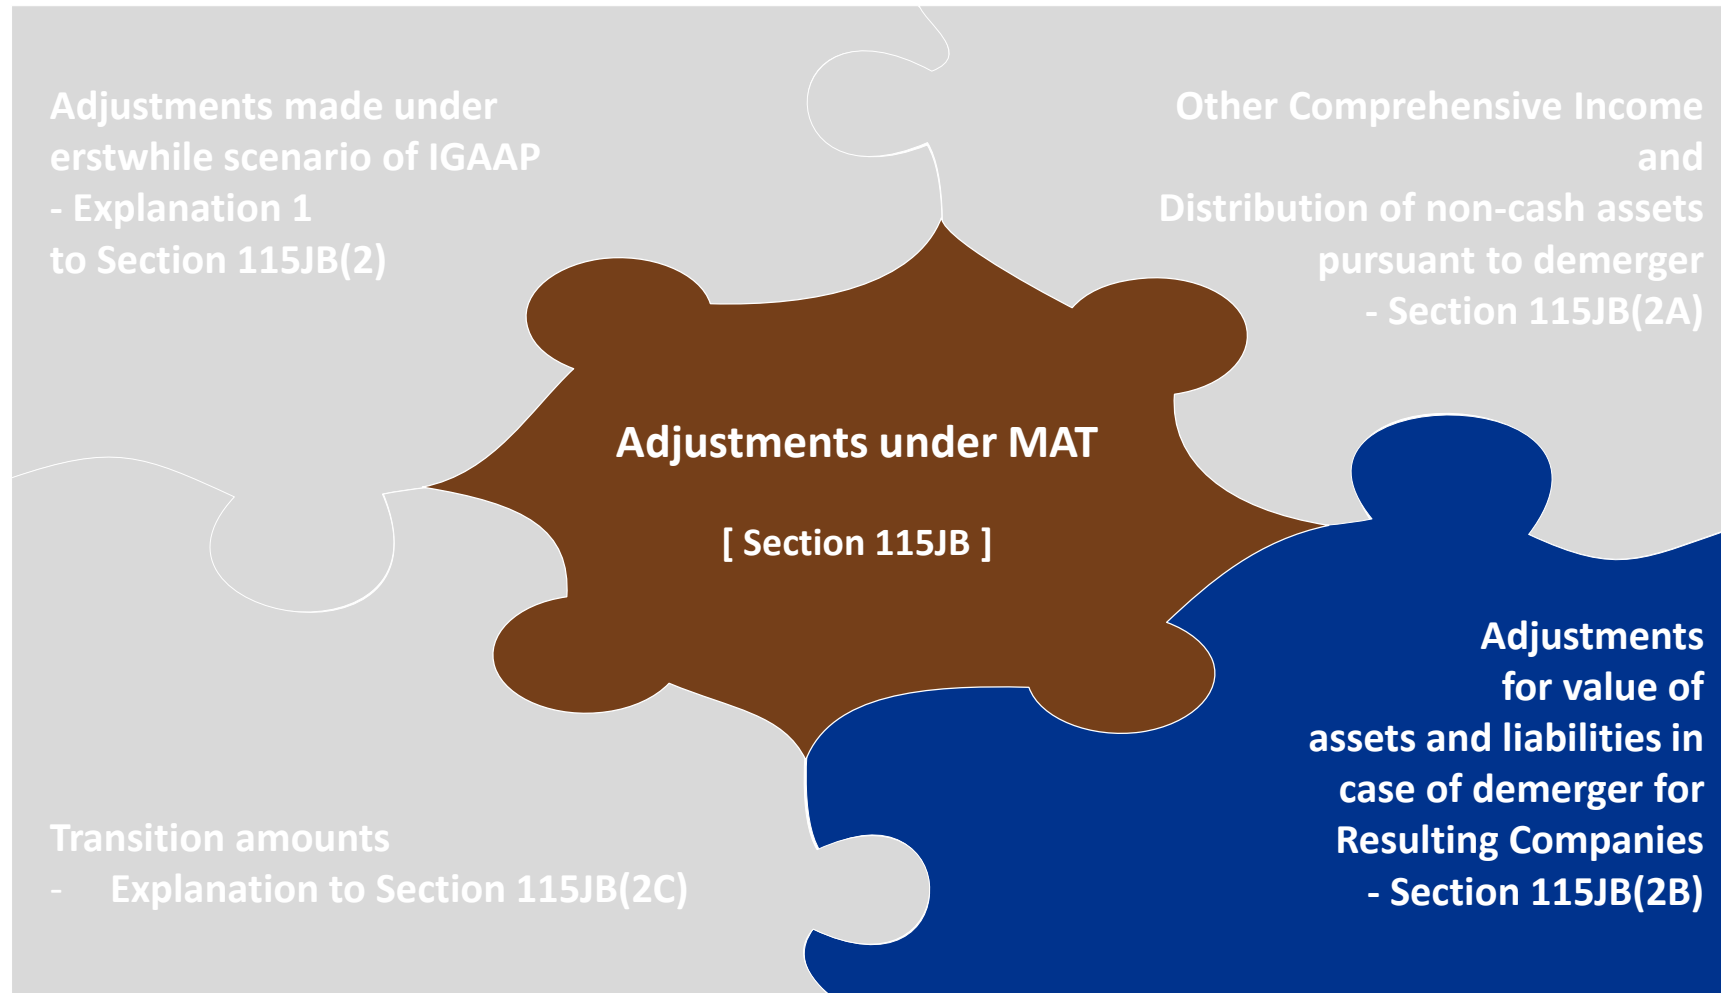 Adjustments made under
erstwhile scenario of IGAAP
- Explanation 1
to Section 115JB(2)
Other Comprehensive Income
and
Distribution of non-cash assets
pursuant to demerger
- Section 115JB(2A)
Adjustments under MAT
[ Section 115JB ]
Transition amounts
- Explanation to Section 115JB(2C)
Adjustments
for value of
assets and liabilities in
case of demerger for
Resulting Companies
- Section 115JB(2B)